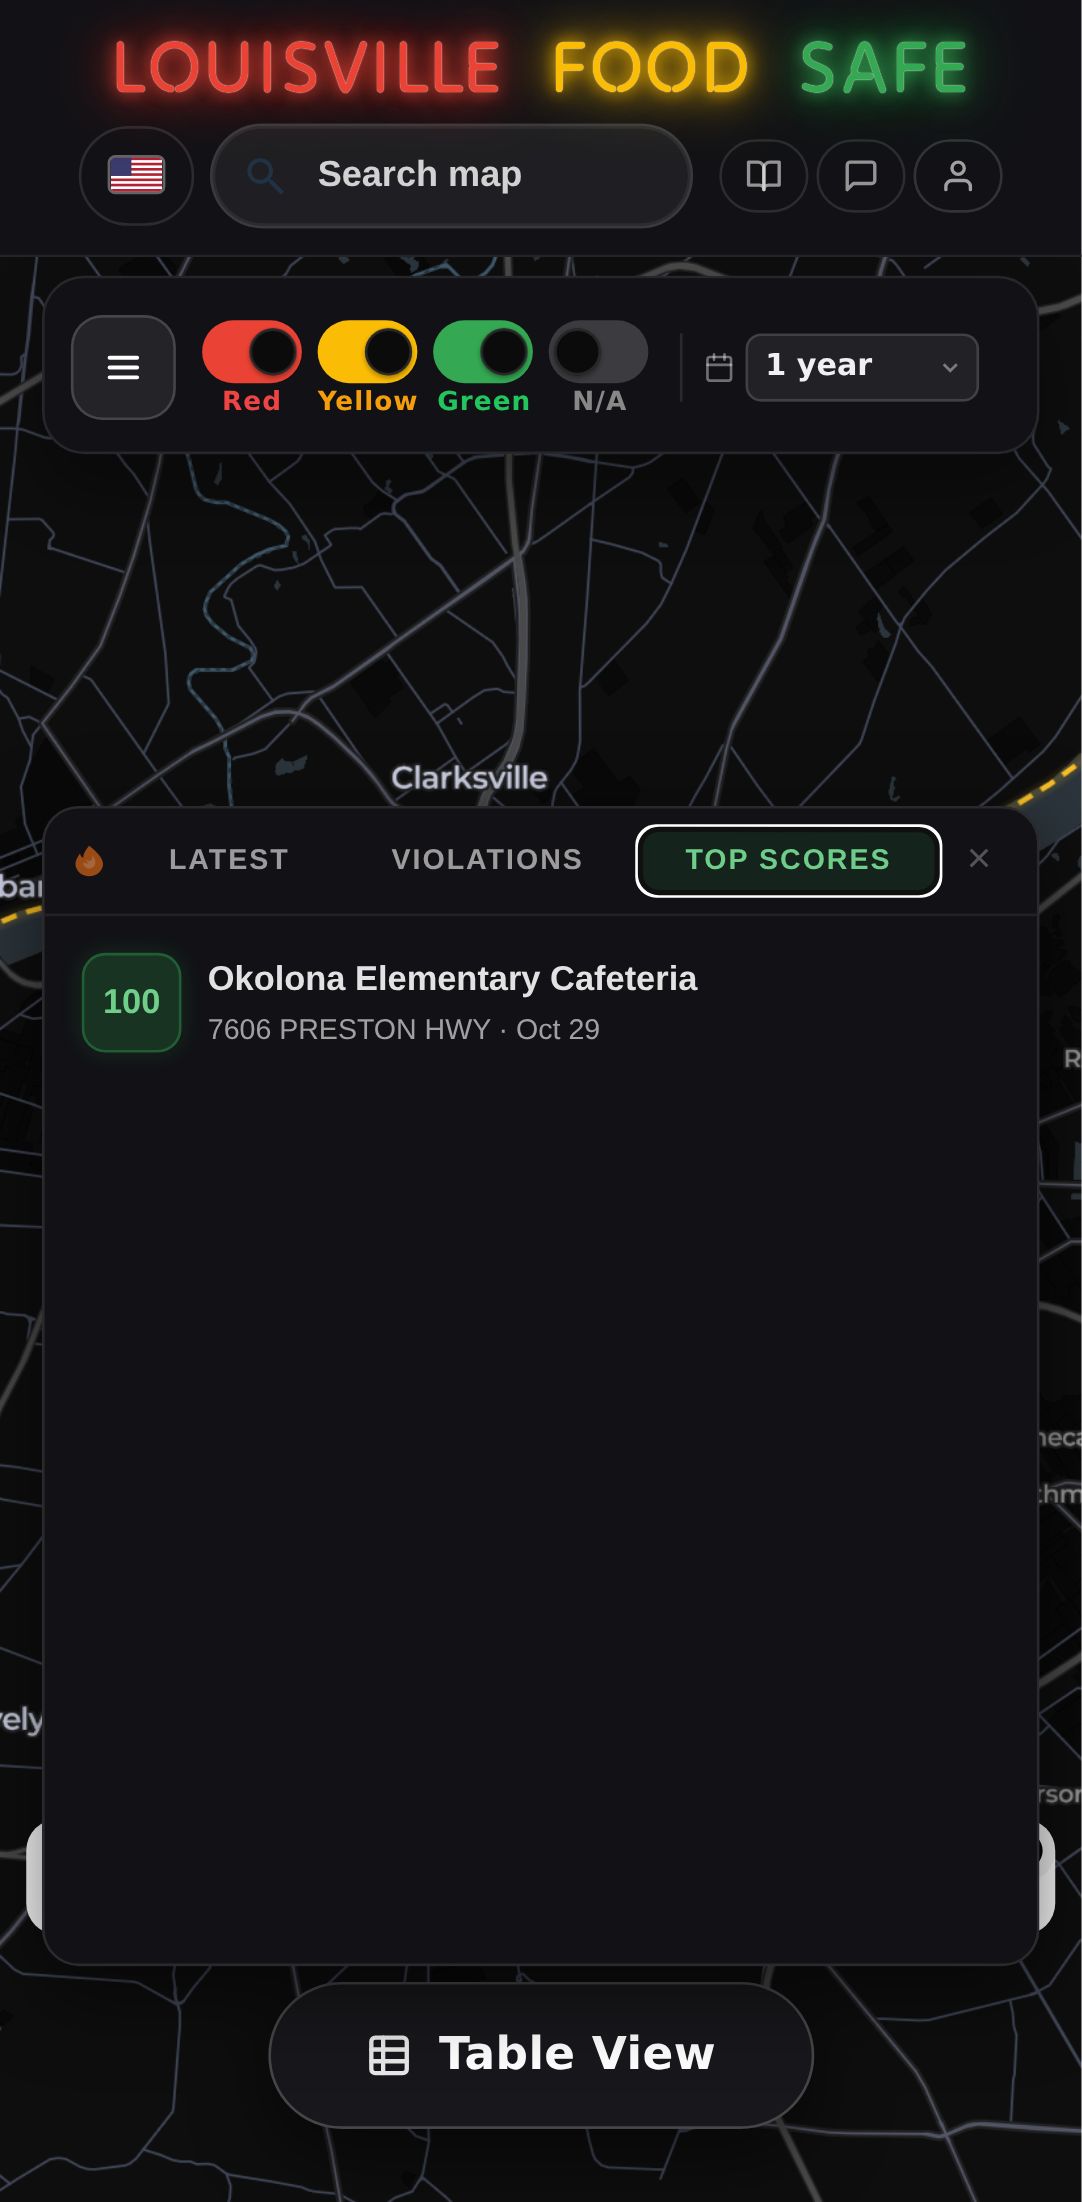 LOUISVILLE FOOD SAFE
Search map
Red
Yellow
Green
N/A
1 year
Clarksville
LATEST
VIOLATIONS
TOP SCORES
100
Okolona Elementary Cafeteria
7606 PRESTON HWY · Oct 29
Table View